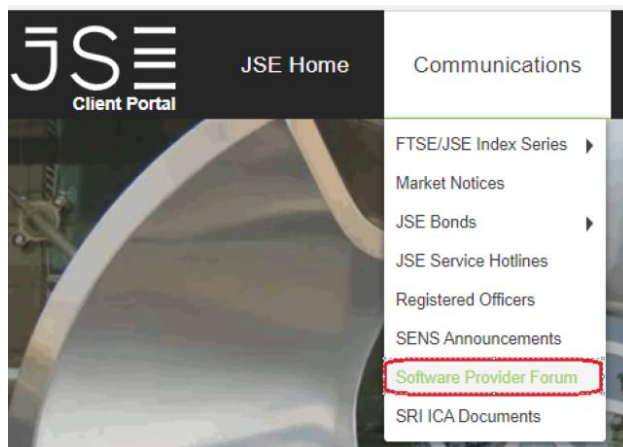 JSE
Client Portal
JSE Home
Communications
FTSE/JSE Index Series
Market Notices
JSE Bonds
JSE Service Hotlines
Registered Officers
SENS Announcements
Software Provider Forum
SRI ICA Documents